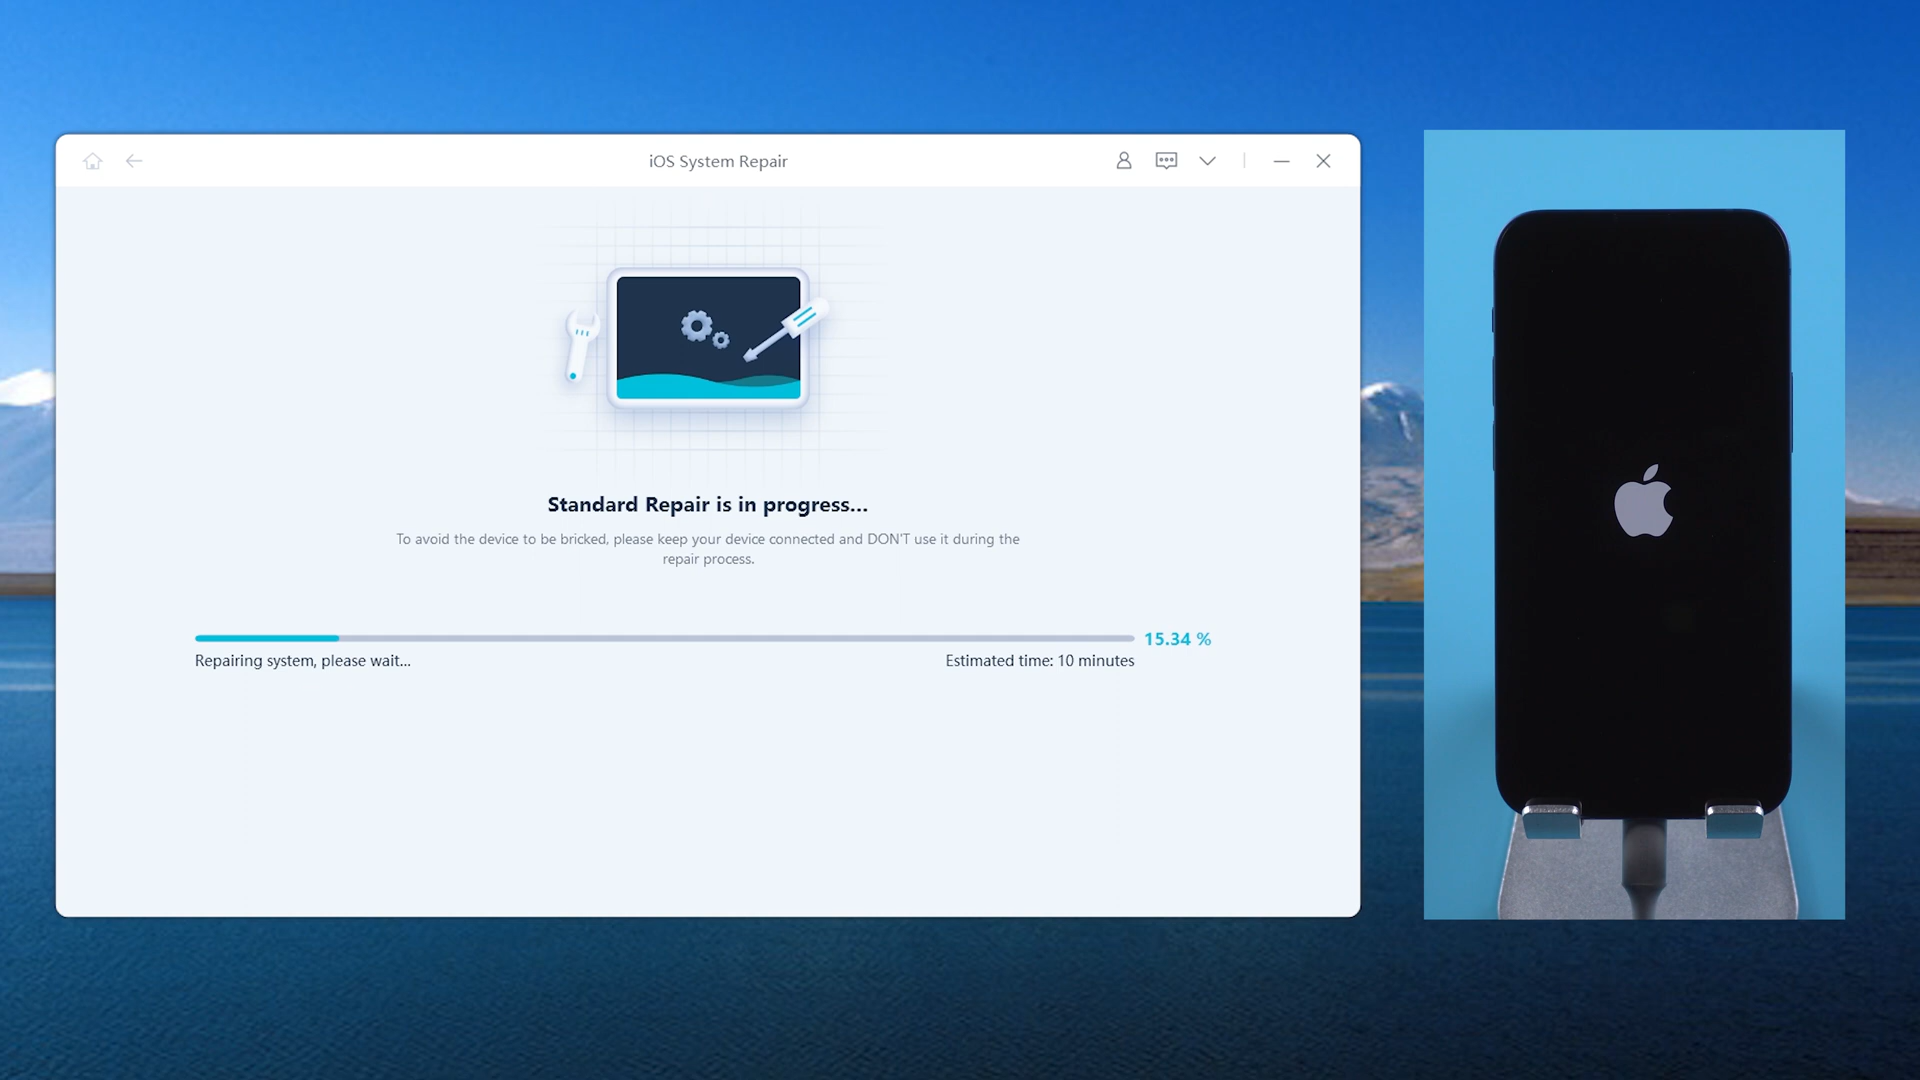 iOS System Repair
Standard Repair is in progress...
To avoid the device to be bricked, please keep your device connected and DON'T use it during the
repair process.
15.34 %
Repairing system, please wait...
Estimated time: 10 minutes